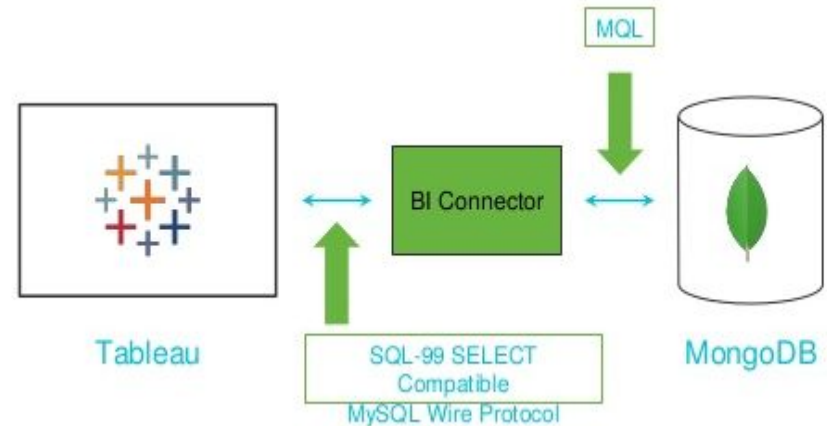 MQL
BI Connector
Tableau
SQL-99 SELECT
Compatible
MySQL Wire Protocol
MongoDB